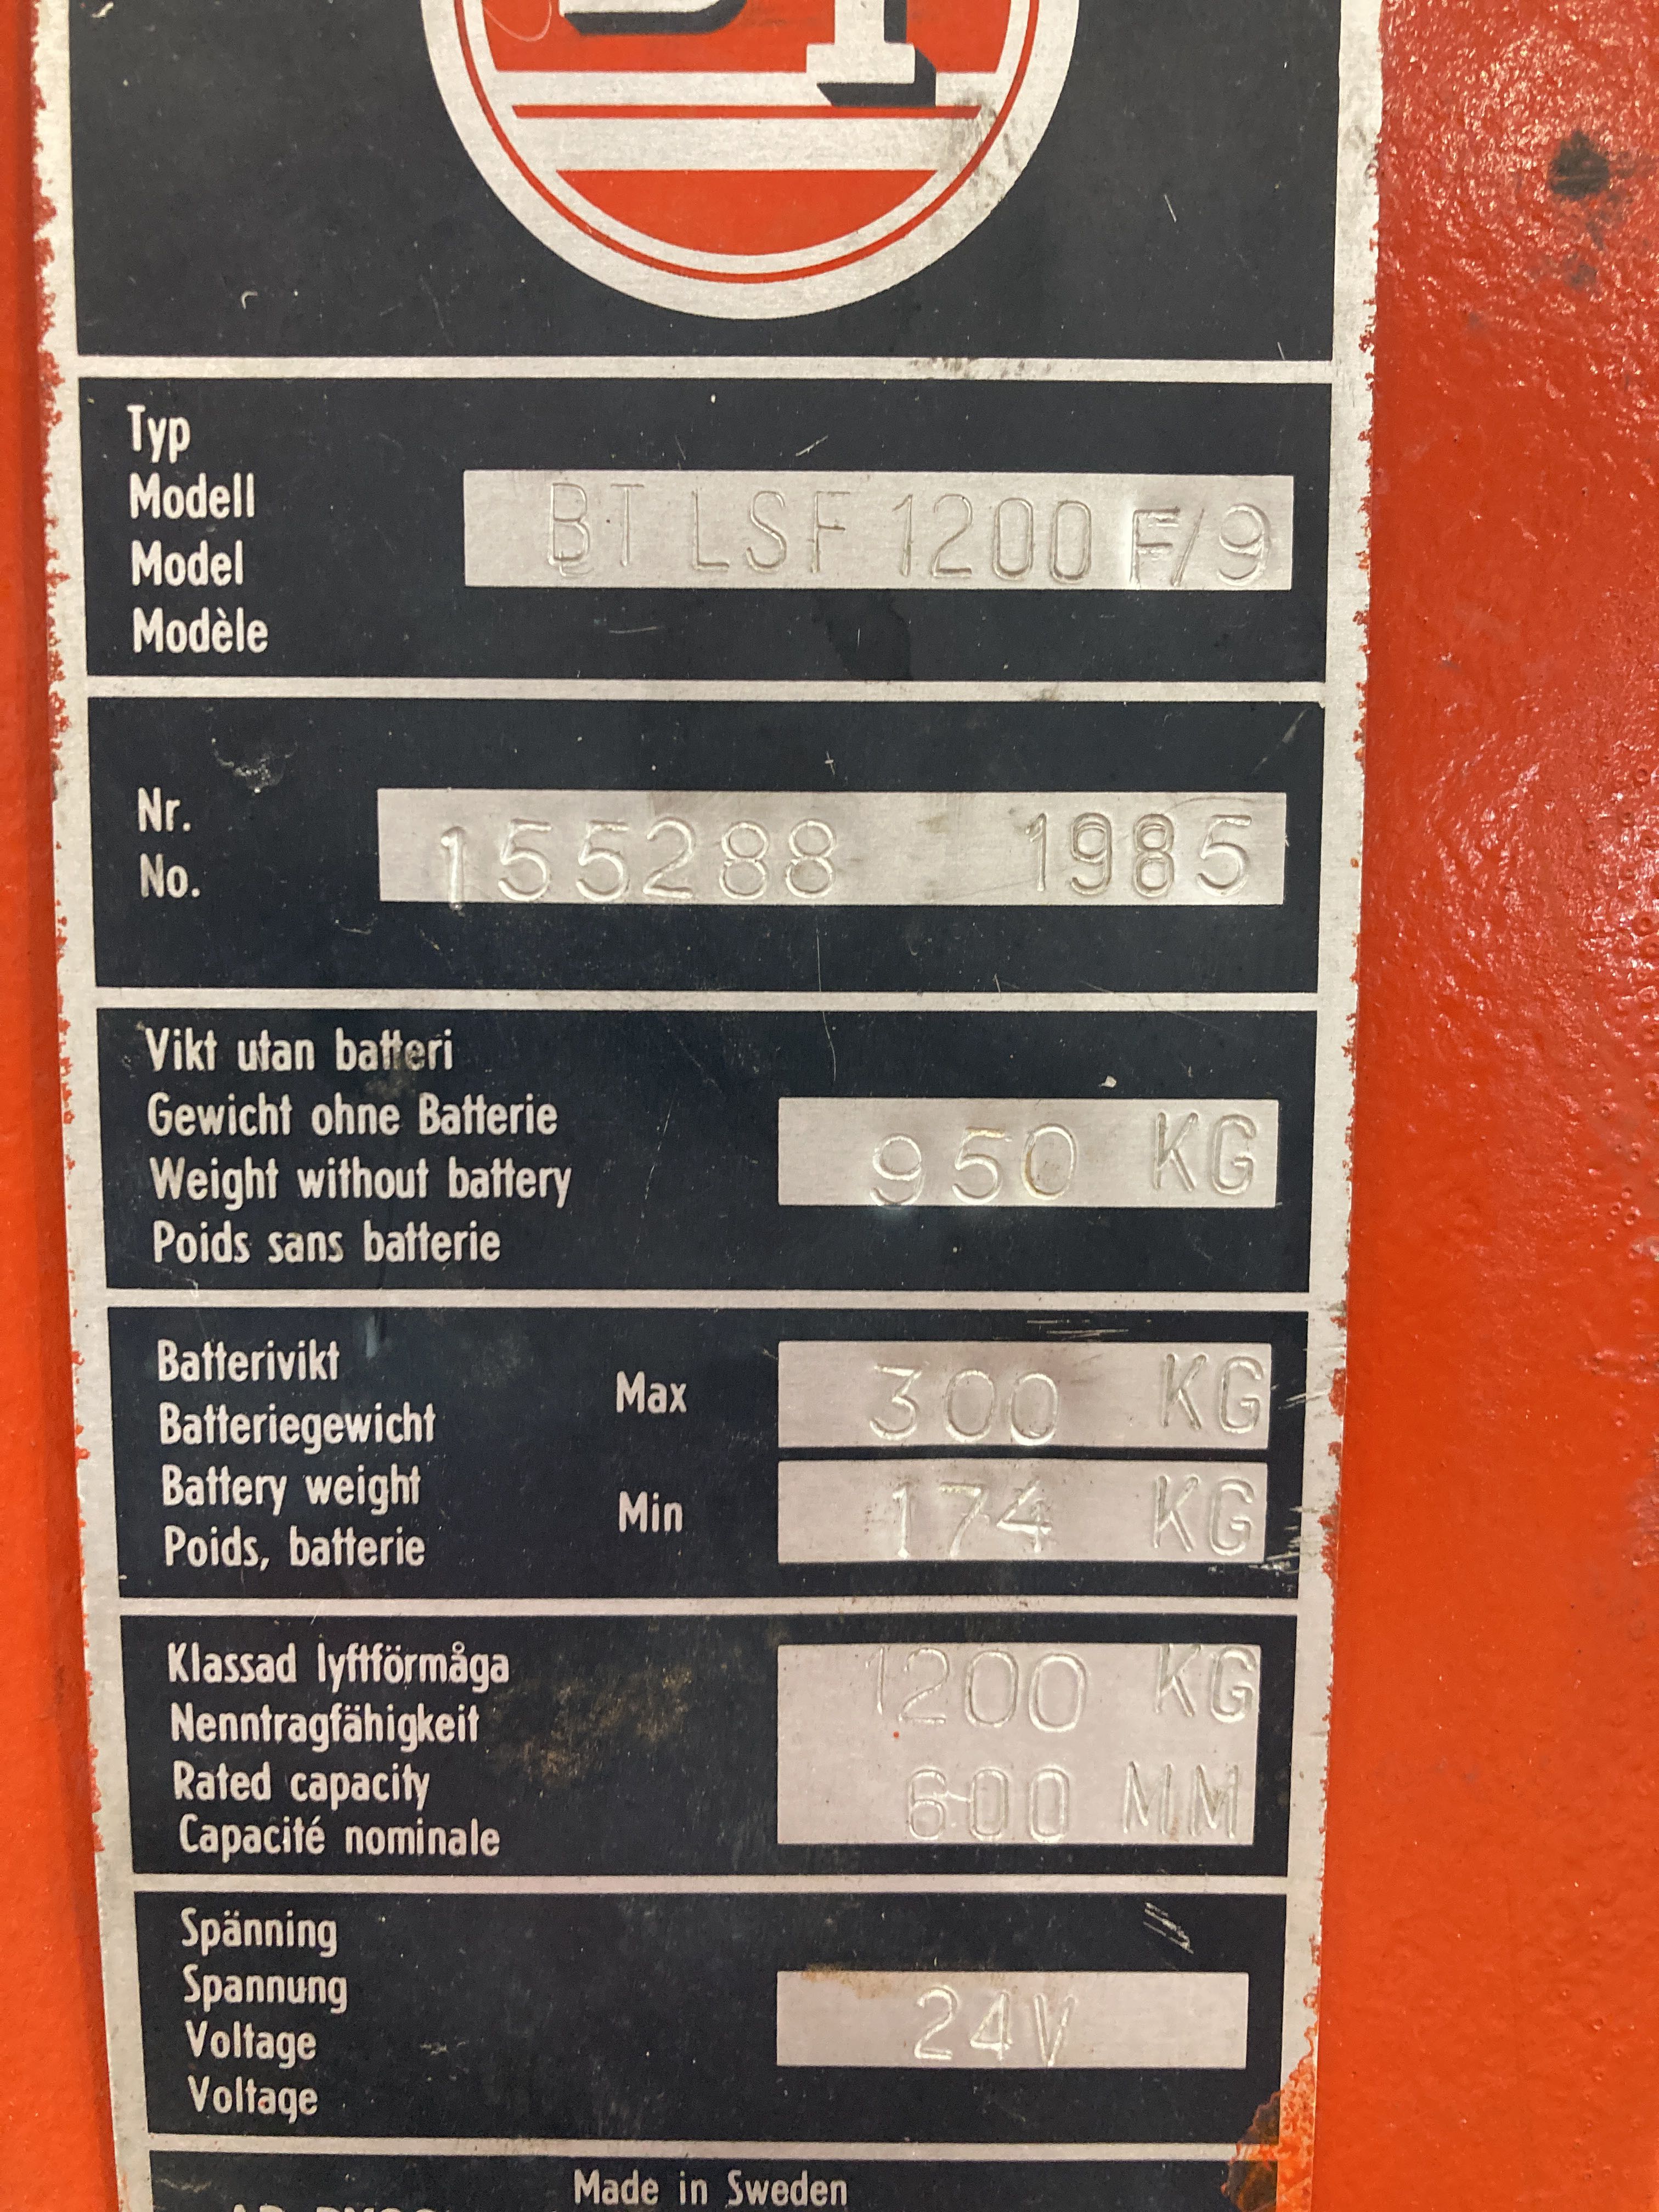 Typ
Modell
Model
Modèle
BT LSF 1200 F/9
Nr.
No.
155288 1985
Vikt utan batteri
Gewicht ohne Batterie
Weight without battery
Poids sans batterie
950 KG
Batterivikt
Batteriegewicht
Battery weight
Poids, batterie
Max 300 KG
Min 174 KG
Klassad lyftförmåga
Nenntragfähigkeit
Rated capacity
Capacité nominale
1200 KG
600 MM
Spänning
Spannung
Voltage
Voltage
24V
Made in Sweden